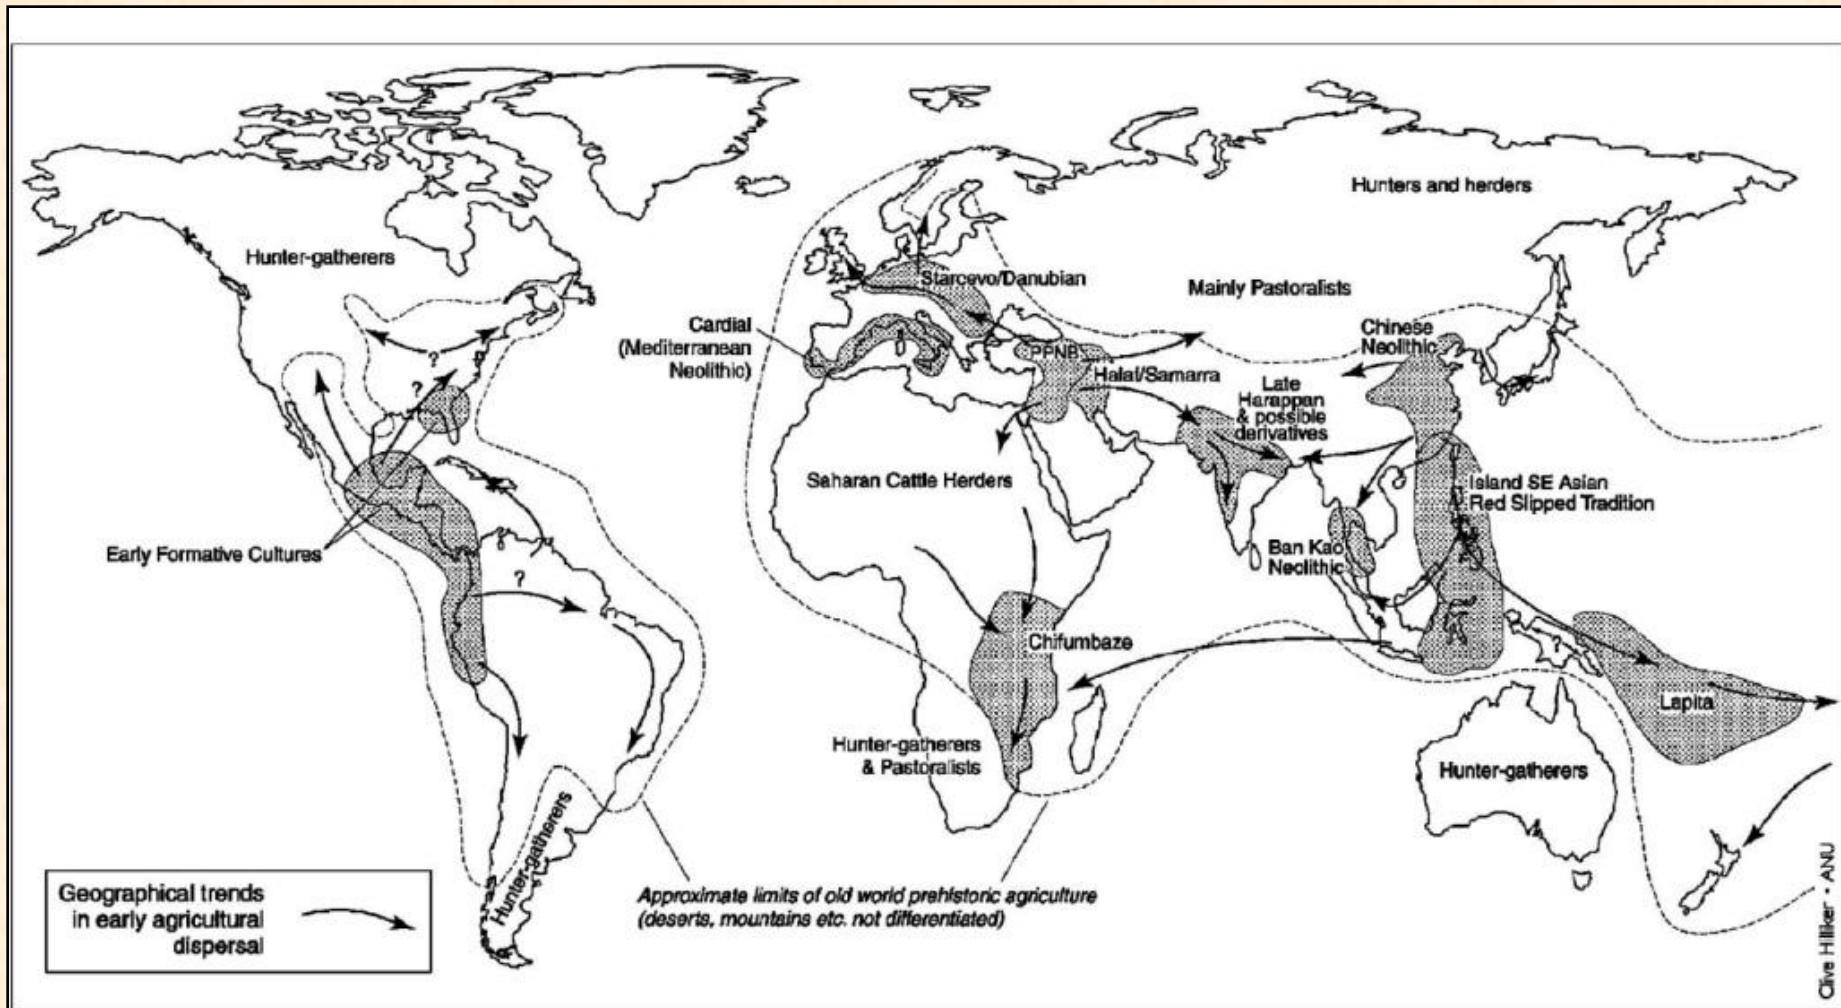 Hunter-gatherers
Hunters and herders
Mainly Pastoralists
Starcevo/Danubian
Cardial
(Mediterranean
Neolithic)
PPNB
Halaf/Samarra
Chinese
Neolithic
Late
Harappan
& possible
derivatives
?
?
Saharan Cattle Herders
Island SE Asian
Red Slipped Tradition
Early Formative Cultures
Ban Kao
Neolithic
?
Chifumbaze
?
Lapita
Hunter-gatherers
& Pastoralists
Hunter-gatherers
Hunter-gatherers
Geographical trends
in early agricultural
dispersal
Approximate limits of old world prehistoric agriculture
(deserts, mountains etc. not differentiated)
Clive Hilliker - ANU